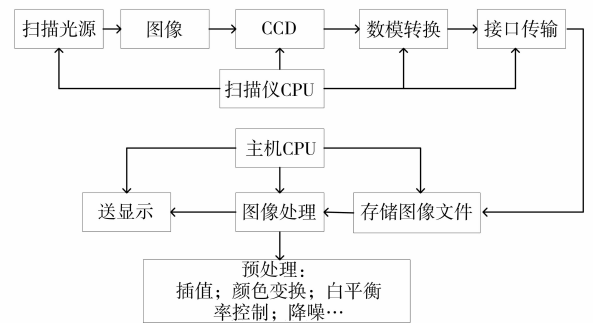 扫描光源
图像
CCD
数模转换
接口传输
扫描仪CPU
主机CPU
送显示
图像处理
存储图像文件
预处理：
插值；颜色变换；白平衡
率控制；降噪…